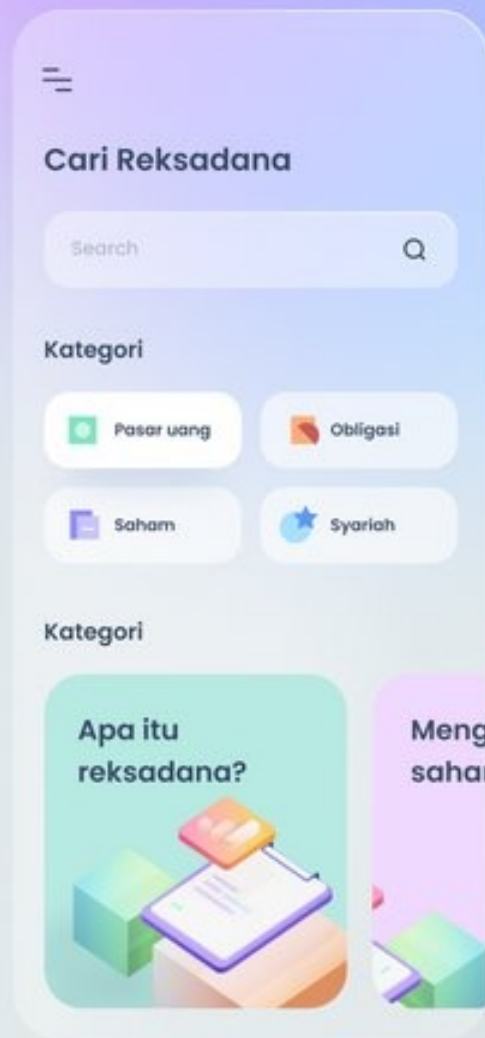 Cari Reksadana
Search
Kategori
Pasar uang
Obligasi
Saham
Syariah
Kategori
Apa itu
reksadana?